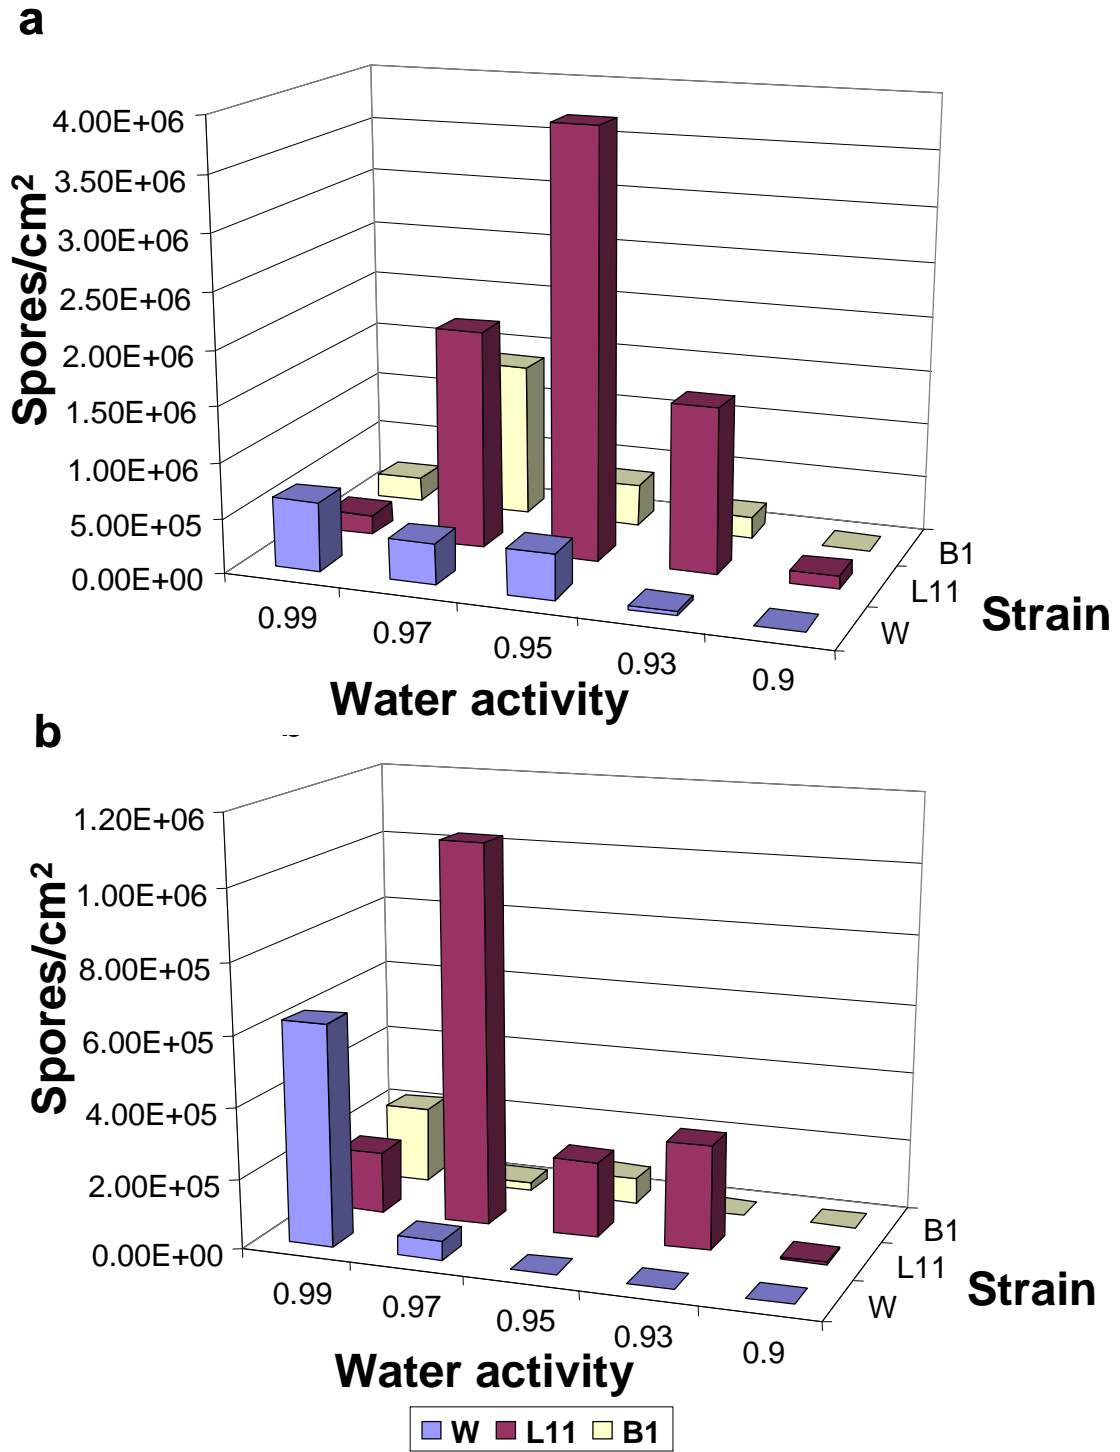 a
4.00E+06
3.50E+06
3.00E+06
2.50E+06
2.00E+06
1.50E+06
1.00E+06
5.00E+05
0.00E+00
Spores/cm²
0.99
0.97
0.95
0.93
0.9
Water activity
B1
L11
W
Strain
b
1.20E+06
1.00E+06
8.00E+05
6.00E+05
4.00E+05
2.00E+05
0.00E+00
Spores/cm²
0.99
0.97
0.95
0.93
0.9
Water activity
B1
L11
W
Strain
W L11 B1